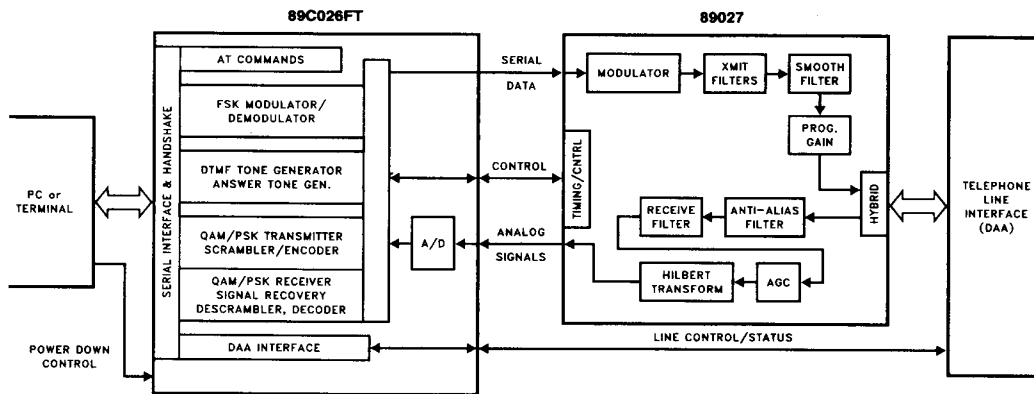 89C026FT
89027
AT COMMANDS
FSK MODULATOR/
DEMODULATOR
DTMF TONE GENERATOR
ANSWER TONE GEN.
QAM/PSK TRANSMITTER
SCRAMBLER/ENCODER
QAM/PSK RECEIVER
SIGNAL RECOVERY
DESCRAMBLER, DECODER
DAA INTERFACE
SERIAL INTERFACE & HANDSHAKE
PC or
TERMINAL
POWER DOWN
CONTROL
A/D
SERIAL
DATA
CONTROL
ANALOG
SIGNALS
TIMING/CNTRL
MODULATOR
XMIT
FILTERS
SMOOTH
FILTER
PROG.
GAIN
HYBRID
RECEIVE
FILTER
ANTI-ALIAS
FILTER
HILBERT
TRANSFORM
AGC
LINE CONTROL/STATUS
TELEPHONE
LINE
INTERFACE
(DAA)